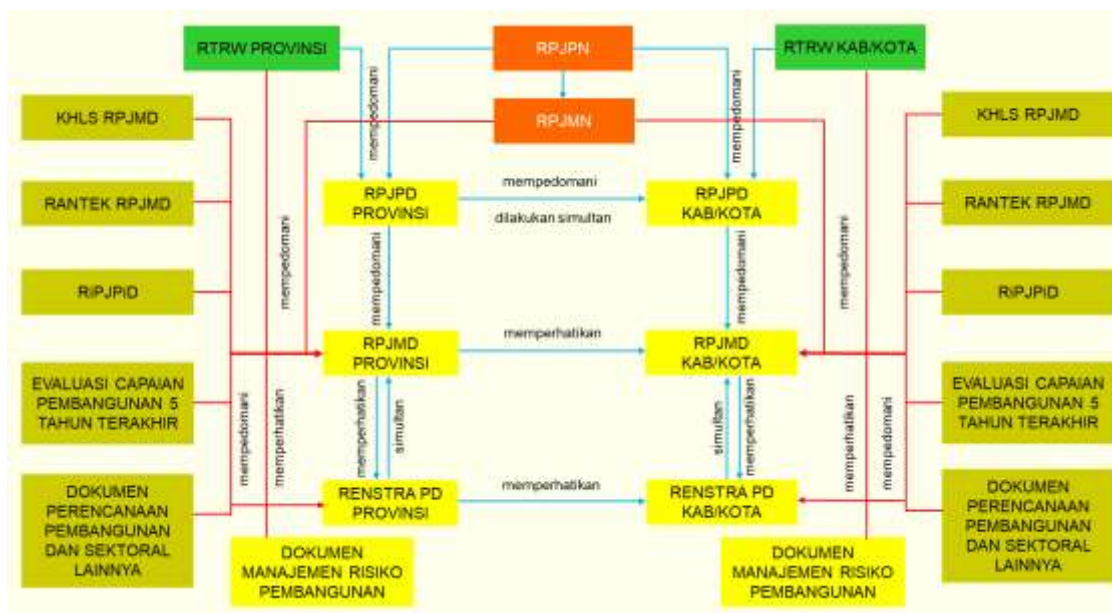 RTRW PROVINSI
RPJPN
RTRW KAB/KOTA
KHLS RPJMD
mempedomani
RPJMN
mempedomani
KHLS RPJMD
RANTEK RPJMD
RPJPD
PROVINSI
mempedomani
dilakukan simultan
RPJPD
KAB/KOTA
RANTEK RPJMD
mempedomani
mempedomani
mempedomani
mempedomani
RiPJPiD
RiPJPiD
RPJMD
PROVINSI
memperhatikan
RPJMD
KAB/KOTA
EVALUASI CAPAIAN
PEMBANGUNAN 5
TAHUN TERAKHIR
mempedomani
memperhatikan
memperhatikan
simultan
simultan
memperhatikan
memperhatikan
mempedomani
EVALUASI CAPAIAN
PEMBANGUNAN 5
TAHUN TERAKHIR
DOKUMEN
PERENCANAAN
PEMBANGUNAN
DAN SEKTORAL
LAINNYA
RENSTRA PD
PROVINSI
memperhatikan
RENSTRA PD
KAB/KOTA
DOKUMEN
PERENCANAAN
PEMBANGUNAN
DAN SEKTORAL
LAINNYA
DOKUMEN
MANAJEMEN RISIKO
PEMBANGUNAN
DOKUMEN
MANAJEMEN RISIKO
PEMBANGUNAN